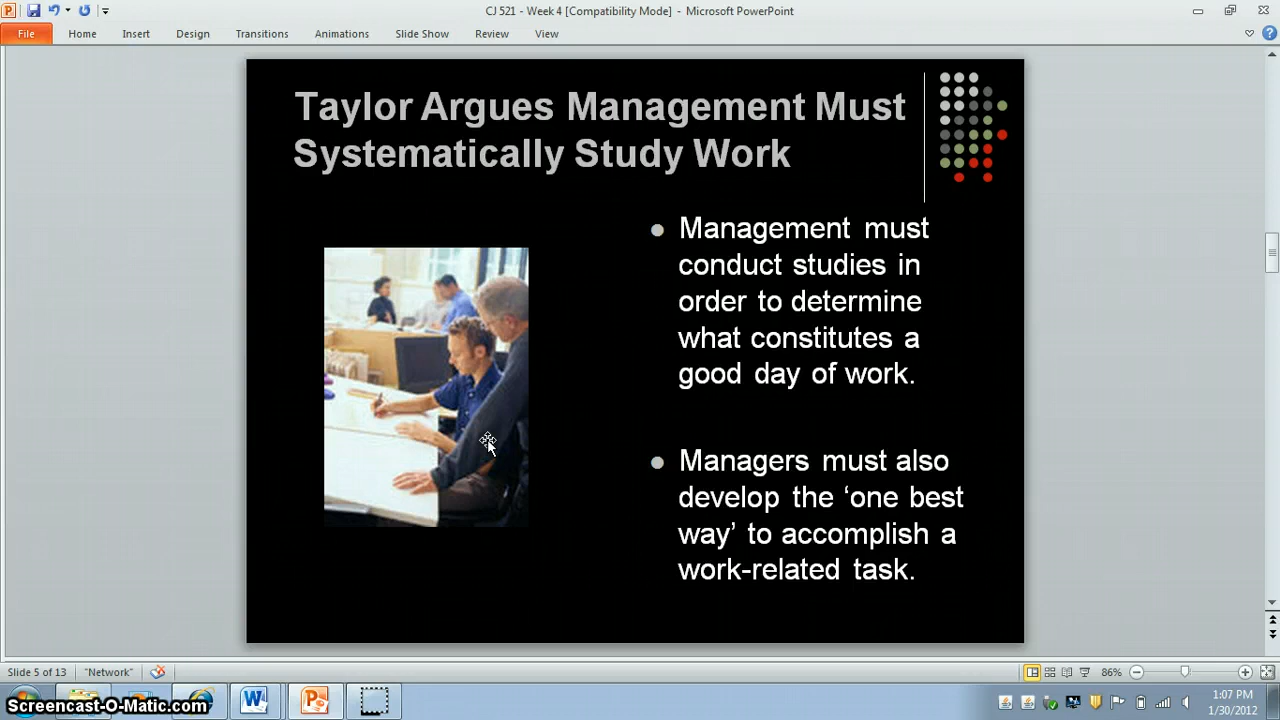 CJ 521 - Week 4 [Compatibility Mode] - Microsoft PowerPoint
File Home Insert Design Transitions Animations Slide Show Review View
Taylor Argues Management Must
Systematically Study Work
Management must
conduct studies in
order to determine
what constitutes a
good day of work.
Managers must also
develop the ‘one best
way’ to accomplish a
work-related task.
Slide 5 of 13 "Network" 86%
Screencast-O-Matic.com
1:07 PM
1/30/2012